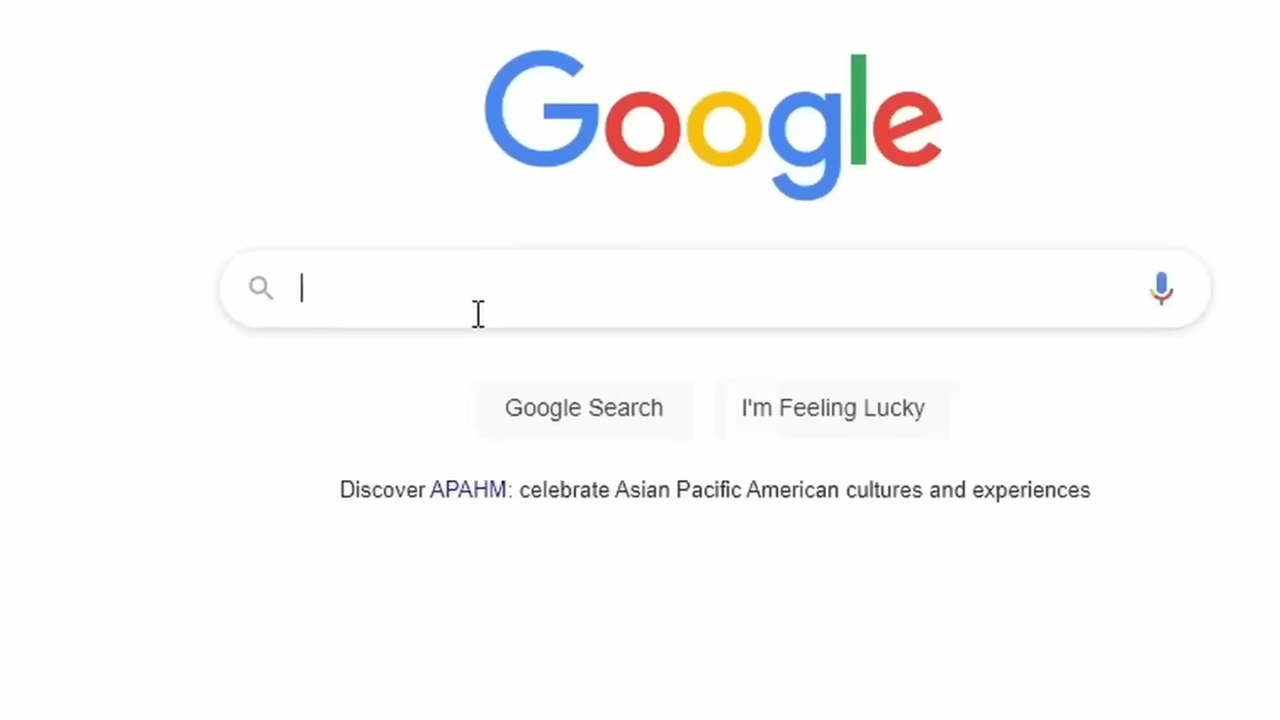 Google
Google Search
I'm Feeling Lucky
Discover APAHM: celebrate Asian Pacific American cultures and experiences